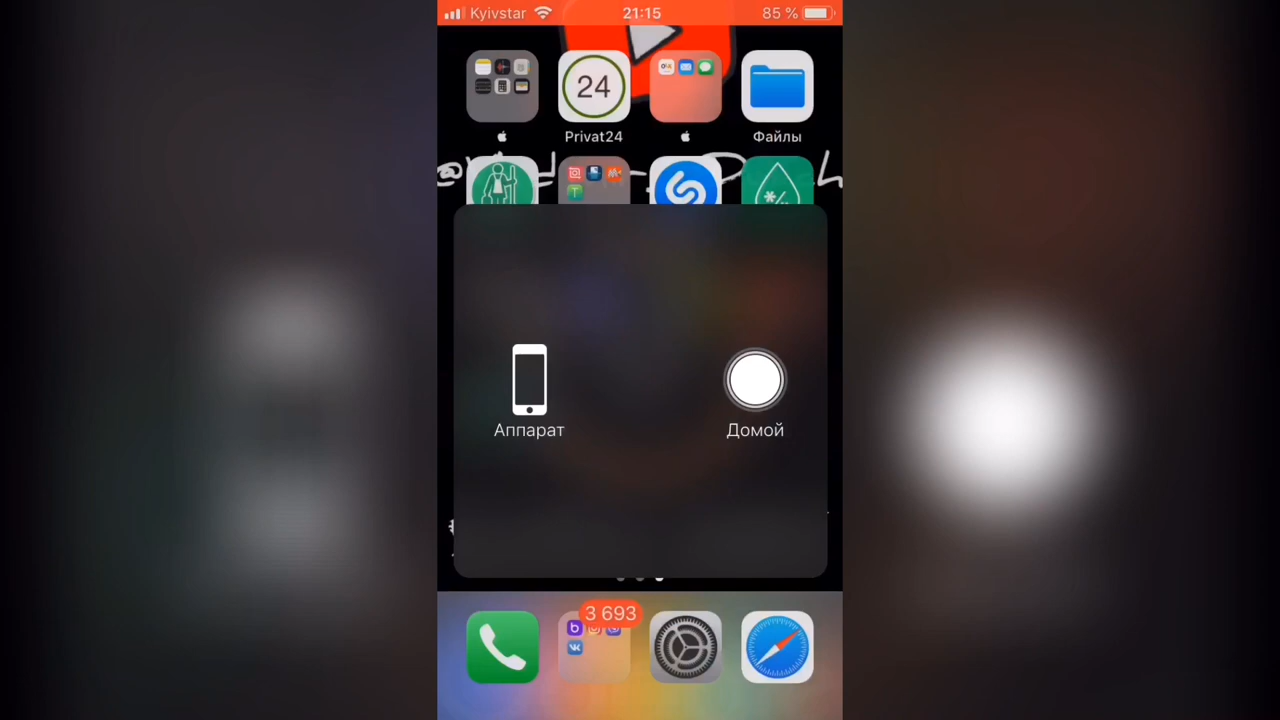 Kyivstar 21:15 85 %
24
Privat24 Файлы
Аппарат Домой
3 693